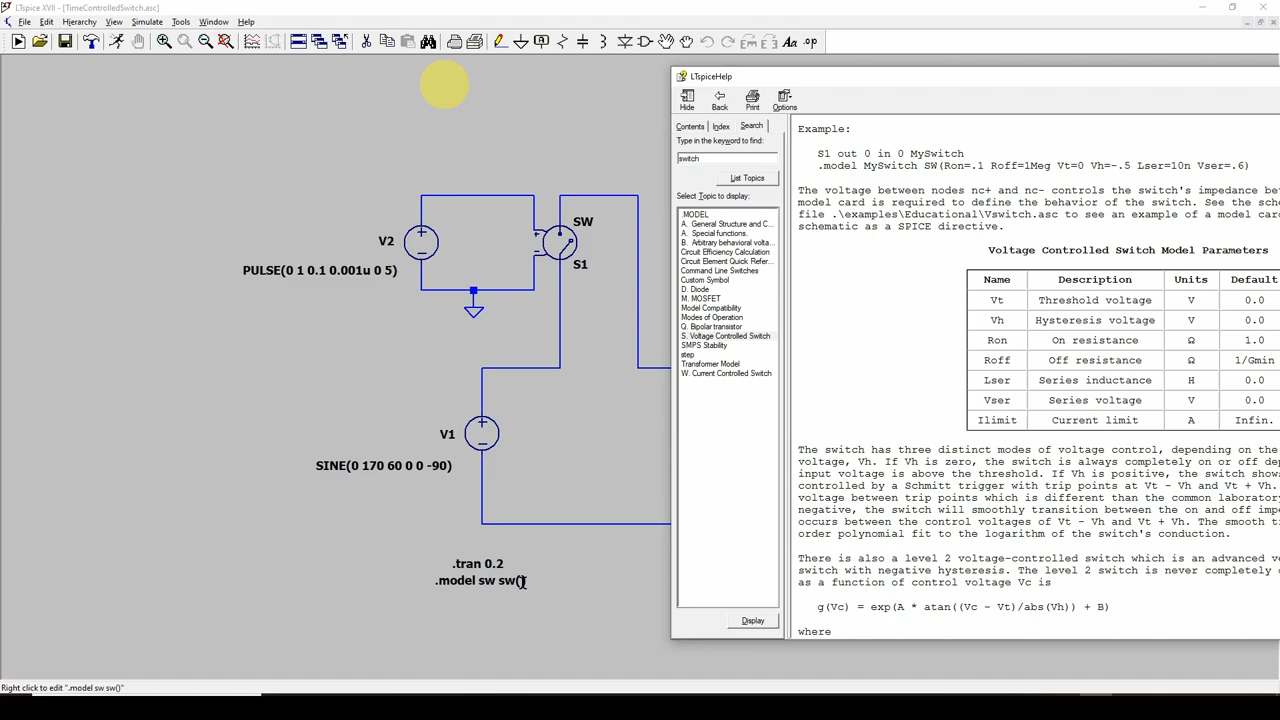 LTspice XVII - [TimeControlledSwitch.asc]
File Edit Hierarchy View Simulate Tools Window Help
Aa .op
LTspiceHelp
Hide Back Print Options
Contents Index Search
Type in the keyword to find:
switch
List Topics
Select Topic to display:
.MODEL
A. General Structure and C...
A. Special functions.
B. Arbitrary behavioral volta...
Circuit Efficiency Calculation
Circuit Element Quick Refer...
Command Line Switches
Custom Symbol
D. Diode
M. MOSFET
Model Compatibility
Modes of Operation
Q. Bipolar transistor
S. Voltage Controlled Switch
SMPS Stability
step
Transformer Model
W. Current Controlled Switch
Display
Example:
S1 out 0 in 0 MySwitch
.model MySwitch SW(Ron=.1 Roff=1Meg Vt=0 Vh=-.5 Lser=10n Vser=.6)
The voltage between nodes nc+ and nc- controls the switch's impedance be
model card is required to define the behavior of the switch. See the sch
file .\examples\Educational\Vswitch.asc to see an example of a model car
schematic as a SPICE directive.
Voltage Controlled Switch Model Parameters
Name Description Units Default
Vt Threshold voltage V 0.0
Vh Hysteresis voltage V 0.0
Ron On resistance Ω 1.0
Roff Off resistance Ω 1/Gmin
Lser Series inductance H 0.0
Vser Series voltage V 0.0
Ilimit Current limit A Infin.
The switch has three distinct modes of voltage control, depending on the
voltage, Vh. If Vh is zero, the switch is always completely on or off de
input voltage is above the threshold. If Vh is positive, the switch show
controlled by a Schmitt trigger with trip points at Vt - Vh and Vt + Vh.
voltage between trip points which is different than the common laborator
negative, the switch will smoothly transition between the on and off imp
occurs between the control voltages of Vt - Vh and Vt + Vh. The smooth t
order polynomial fit to the logarithm of the switch's conduction.
There is also a level 2 voltage-controlled switch which is an advanced v
switch with negative hysteresis. The level 2 switch is never completely
as a function of control voltage Vc is
g(Vc) = exp(A * atan((Vc - Vt)/abs(Vh)) + B)
where
SW
V2
S1
PULSE(0 1 0.1 0.001u 0 5)
V1
SINE(0 170 60 0 0 -90)
.tran 0.2
.model sw sw()
Right click to edit ".model sw sw()"